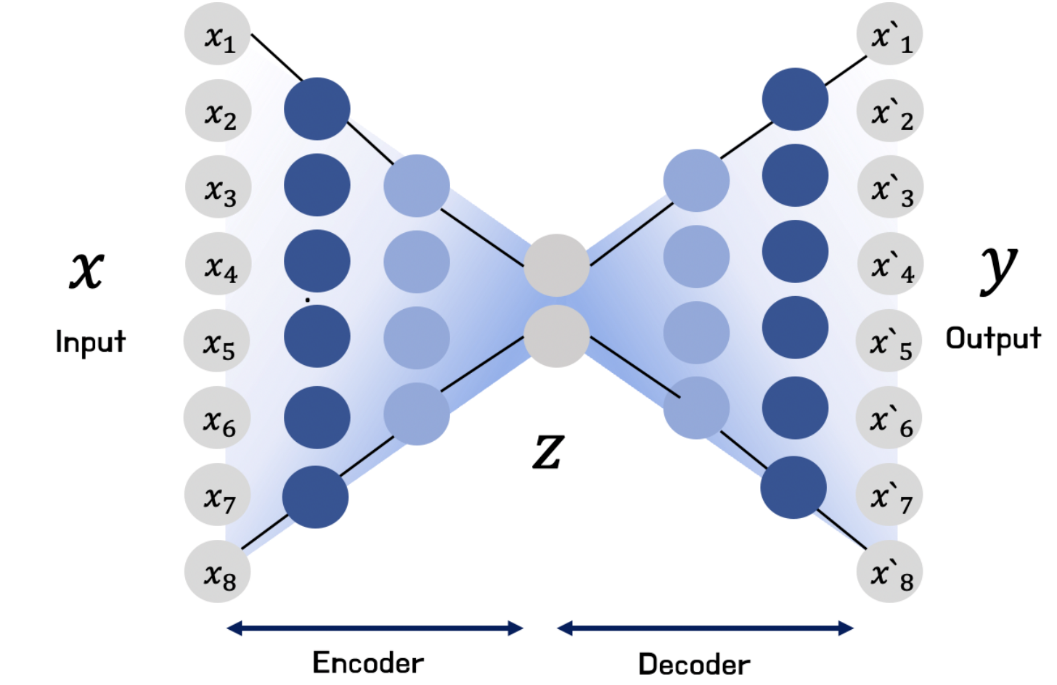 x₁
x₂
x₃
x₄
x₅
x₆
x₇
x₈
x
Input
z
x`₁
x`₂
x`₃
x`₄
x`₅
x`₆
x`₇
x`₈
y
Output
Encoder
Decoder